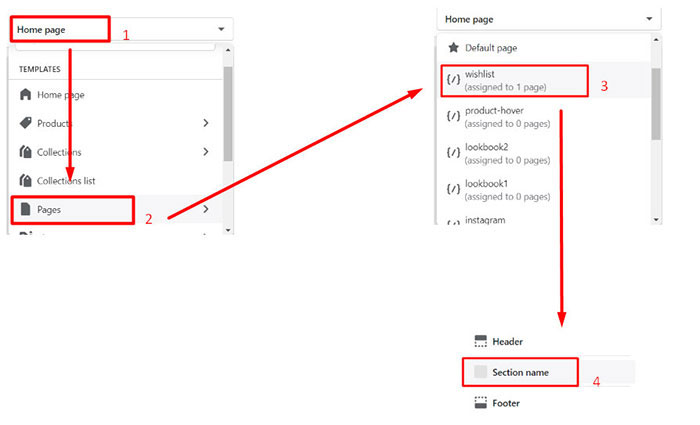 Home page
1
TEMPLATES
Home page
Products
Collections
Collections list
Pages
2
Home page
Default page
wishlist
(assigned to 1 page)
3
product-hover
(assigned to 0 pages)
lookbook2
(assigned to 0 pages)
lookbook1
(assigned to 0 pages)
instagram
Header
Section name
4
Footer